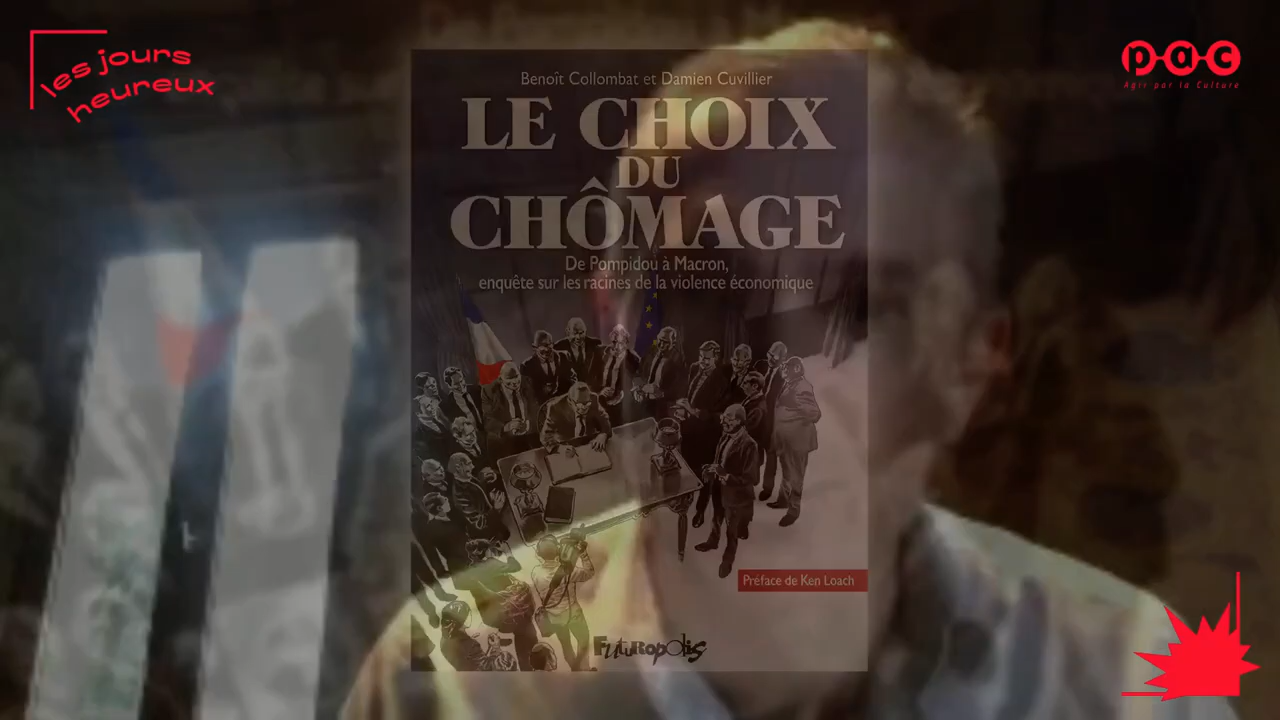 les jours
heureux
pac
Agir par la Culture
Benoît Collombat et Damien Cuvillier
LE CHOIX
DU
CHÔMAGE
De Pompidou à Macron,
enquête sur les racines de la violence économique
Préface de Ken Loach
Futuropolis